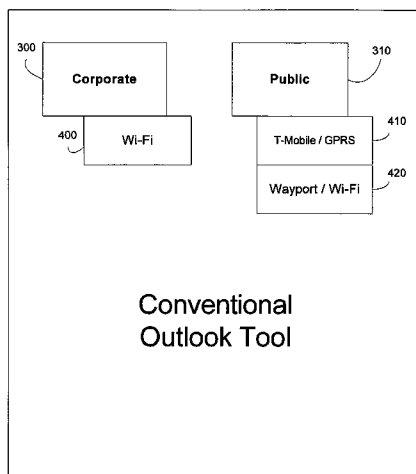 300
Corporate
400
Wi-Fi
Public
310
T-Mobile / GPRS
410
Wayport / Wi-Fi
420
Conventional
Outlook Tool